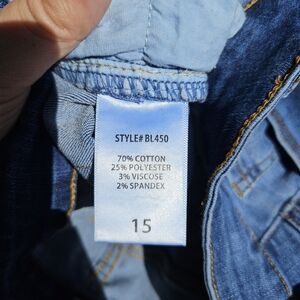 STYLE# BL450
70% COTTON
25% POLYESTER
3% VISCOSE
2% SPANDEX
15